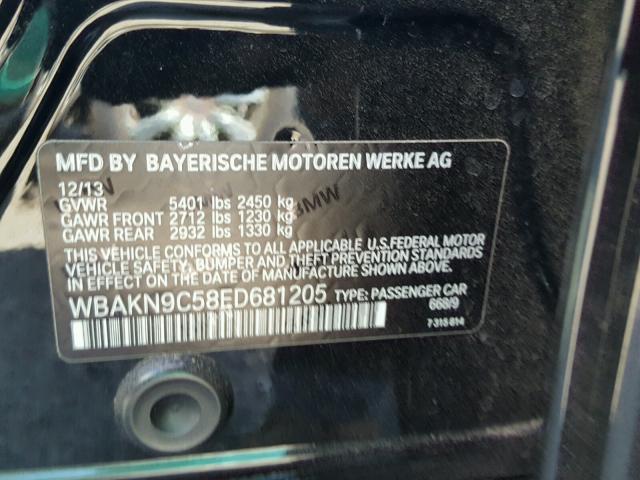 MFD BY BAYERISCHE MOTOREN WERKE AG
12/13
GVWR 5401 lbs 2450 kg
GAWR FRONT 2712 lbs 1230 kg
GAWR REAR 2932 lbs 1330 kg
THIS VEHICLE CONFORMS TO ALL APPLICABLE U.S.FEDERAL MOTOR
VEHICLE SAFETY, BUMPER, AND THEFT PREVENTION STANDARDS
IN EFFECT ON THE DATE OF MANUFACTURE SHOWN ABOVE.
WBAKN9C58ED681205 TYPE: PASSENGER CAR
668/9
7 315 614
BMW